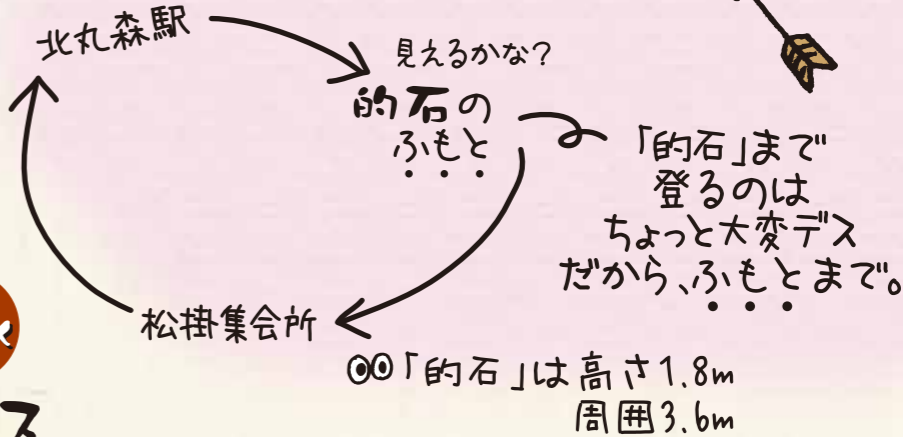 北丸森駅
見えるかな?
的石の
ふもと
「的石」まで
登るのは
ちょっと大変デス
だから、ふもとまで。
松掛集会所
「的石」は高さ1.8m
周囲3.6m
る